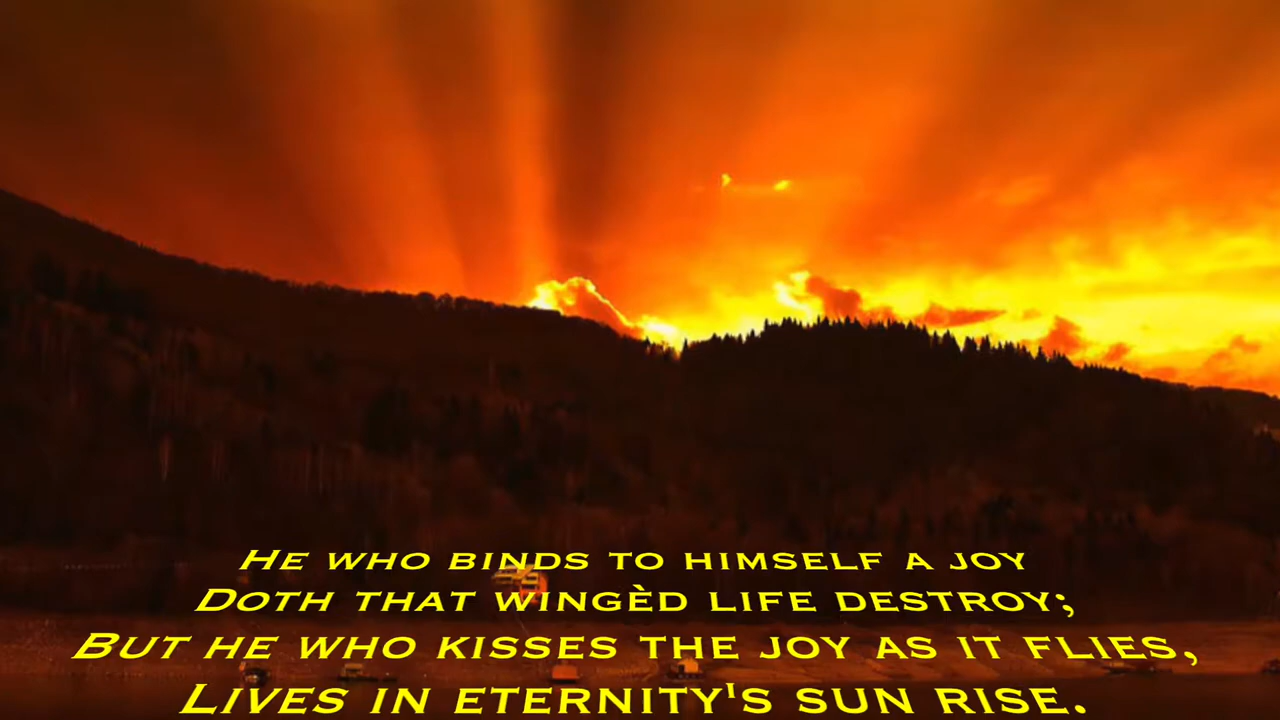 He who binds to himself a joy
Doth that wingèd life destroy;
But he who kisses the joy as it flies,
Lives in eternity's sun rise.